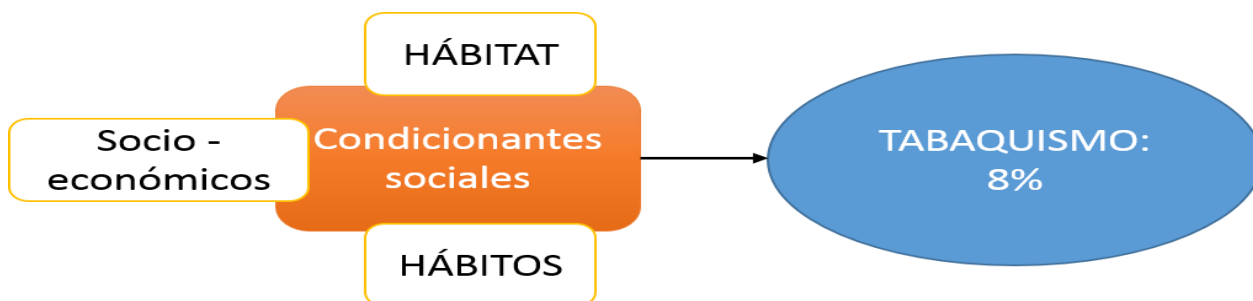 HÁBITAT
Socio -
económicos
Condicionantes
sociales
HÁBITOS
TABAQUISMO:
8%